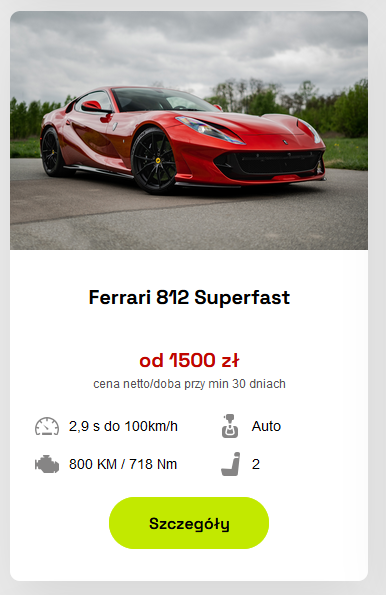 Ferrari 812 Superfast
od 1500 zł
cena netto/doba przy min 30 dniach
2,9 s do 100km/h
Auto
800 KM / 718 Nm
2
Szczegóły